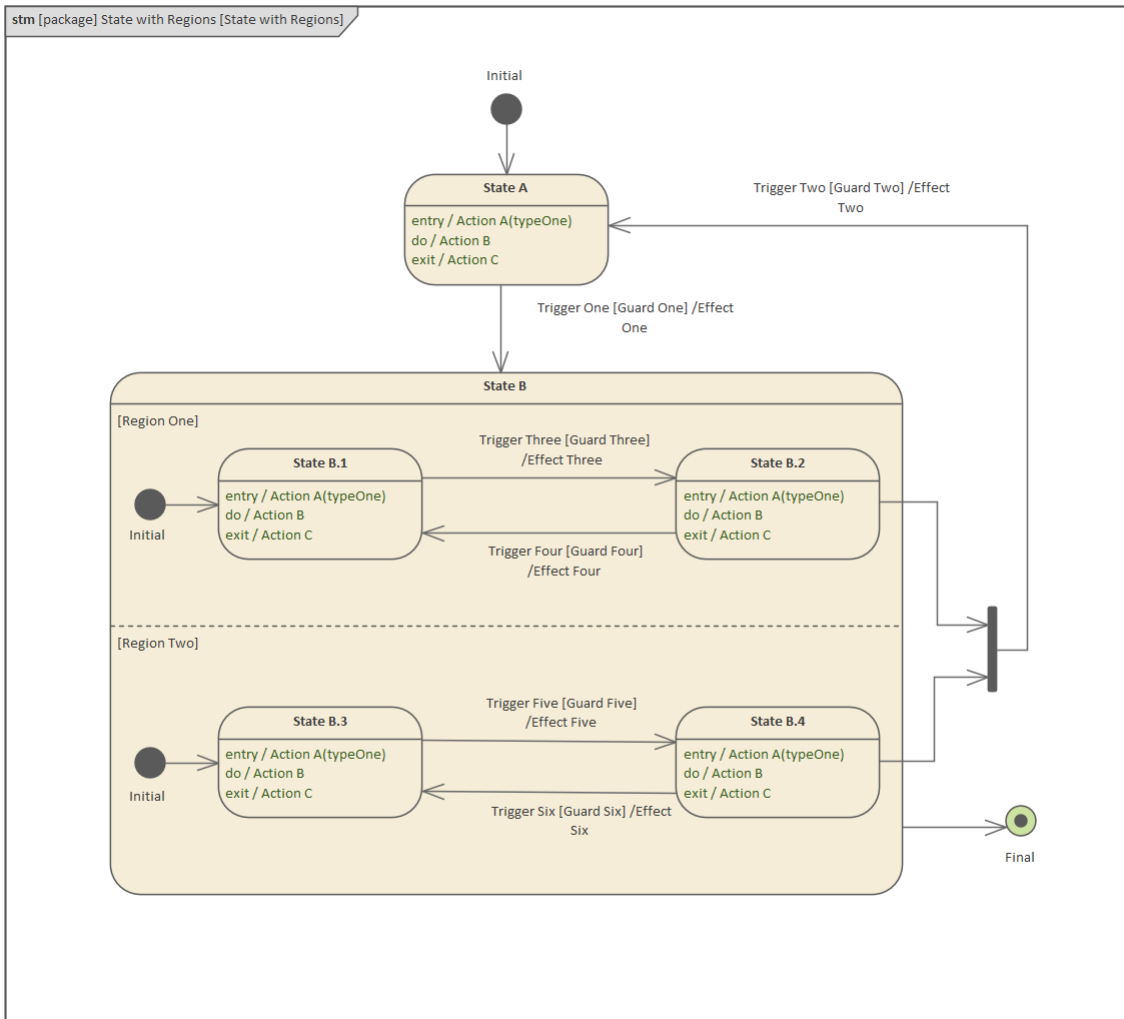 stm [package] State with Regions [State with Regions]
Initial
State A
entry / Action A(typeOne)
do / Action B
exit / Action C
Trigger Two [Guard Two] /Effect
Two
Trigger One [Guard One] /Effect
One
State B
[Region One]
Initial
State B.1
entry / Action A(typeOne)
do / Action B
exit / Action C
Trigger Three [Guard Three]
/Effect Three
Trigger Four [Guard Four]
/Effect Four
State B.2
entry / Action A(typeOne)
do / Action B
exit / Action C
[Region Two]
Initial
State B.3
entry / Action A(typeOne)
do / Action B
exit / Action C
Trigger Five [Guard Five]
/Effect Five
Trigger Six [Guard Six] /Effect
Six
State B.4
entry / Action A(typeOne)
do / Action B
exit / Action C
Final